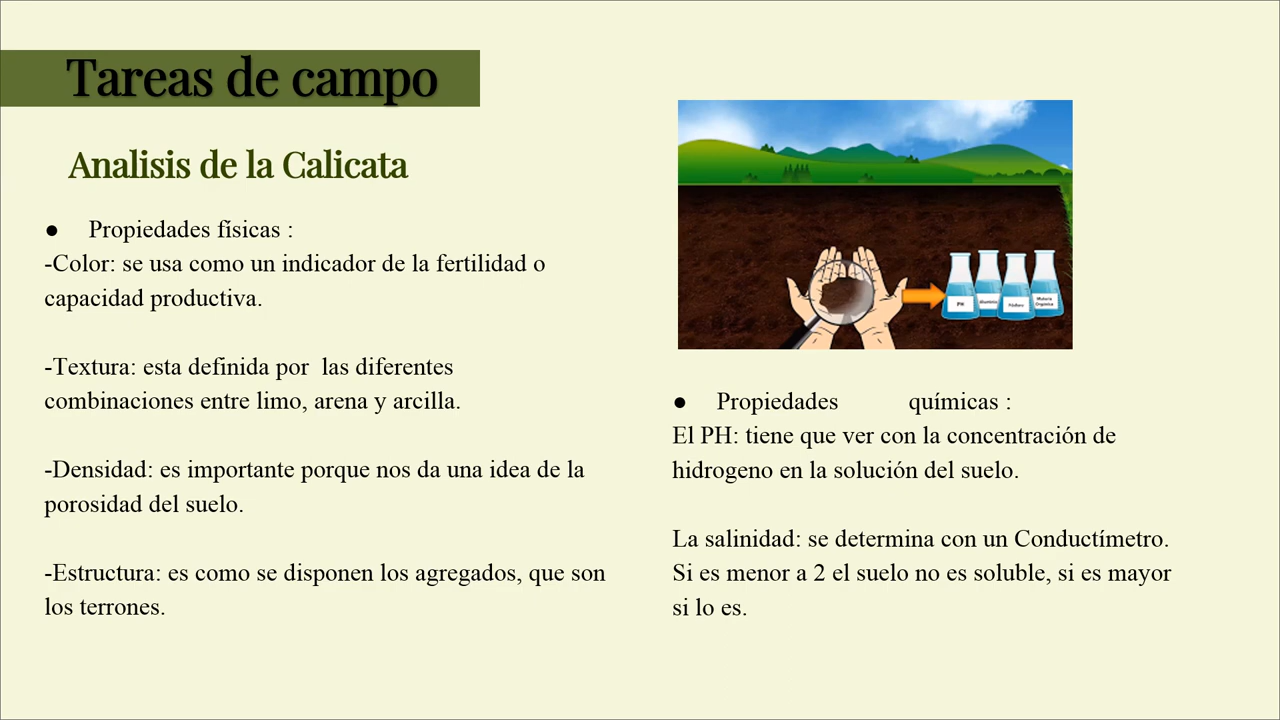 Tareas de campo
Analisis de la Calicata
● Propiedades físicas :
-Color: se usa como un indicador de la fertilidad o
capacidad productiva.
-Textura: esta definida por las diferentes
combinaciones entre limo, arena y arcilla.
-Densidad: es importante porque nos da una idea de la
porosidad del suelo.
-Estructura: es como se disponen los agregados, que son
los terrones.
PH
Fósforo
Materia
Orgánica
● Propiedades químicas :
El PH: tiene que ver con la concentración de
hidrogeno en la solución del suelo.
La salinidad: se determina con un Conductímetro.
Si es menor a 2 el suelo no es soluble, si es mayor
si lo es.